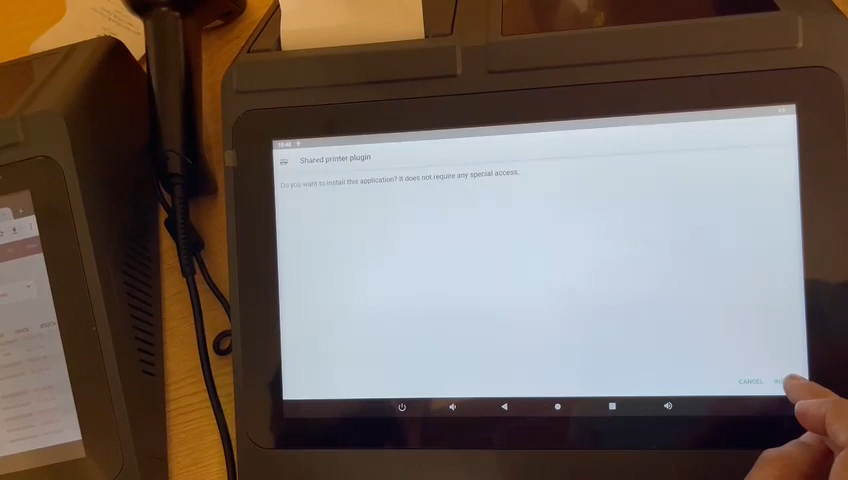 Shared printer plugin
Do you want to install this application? It does not require any special access.
CANCEL